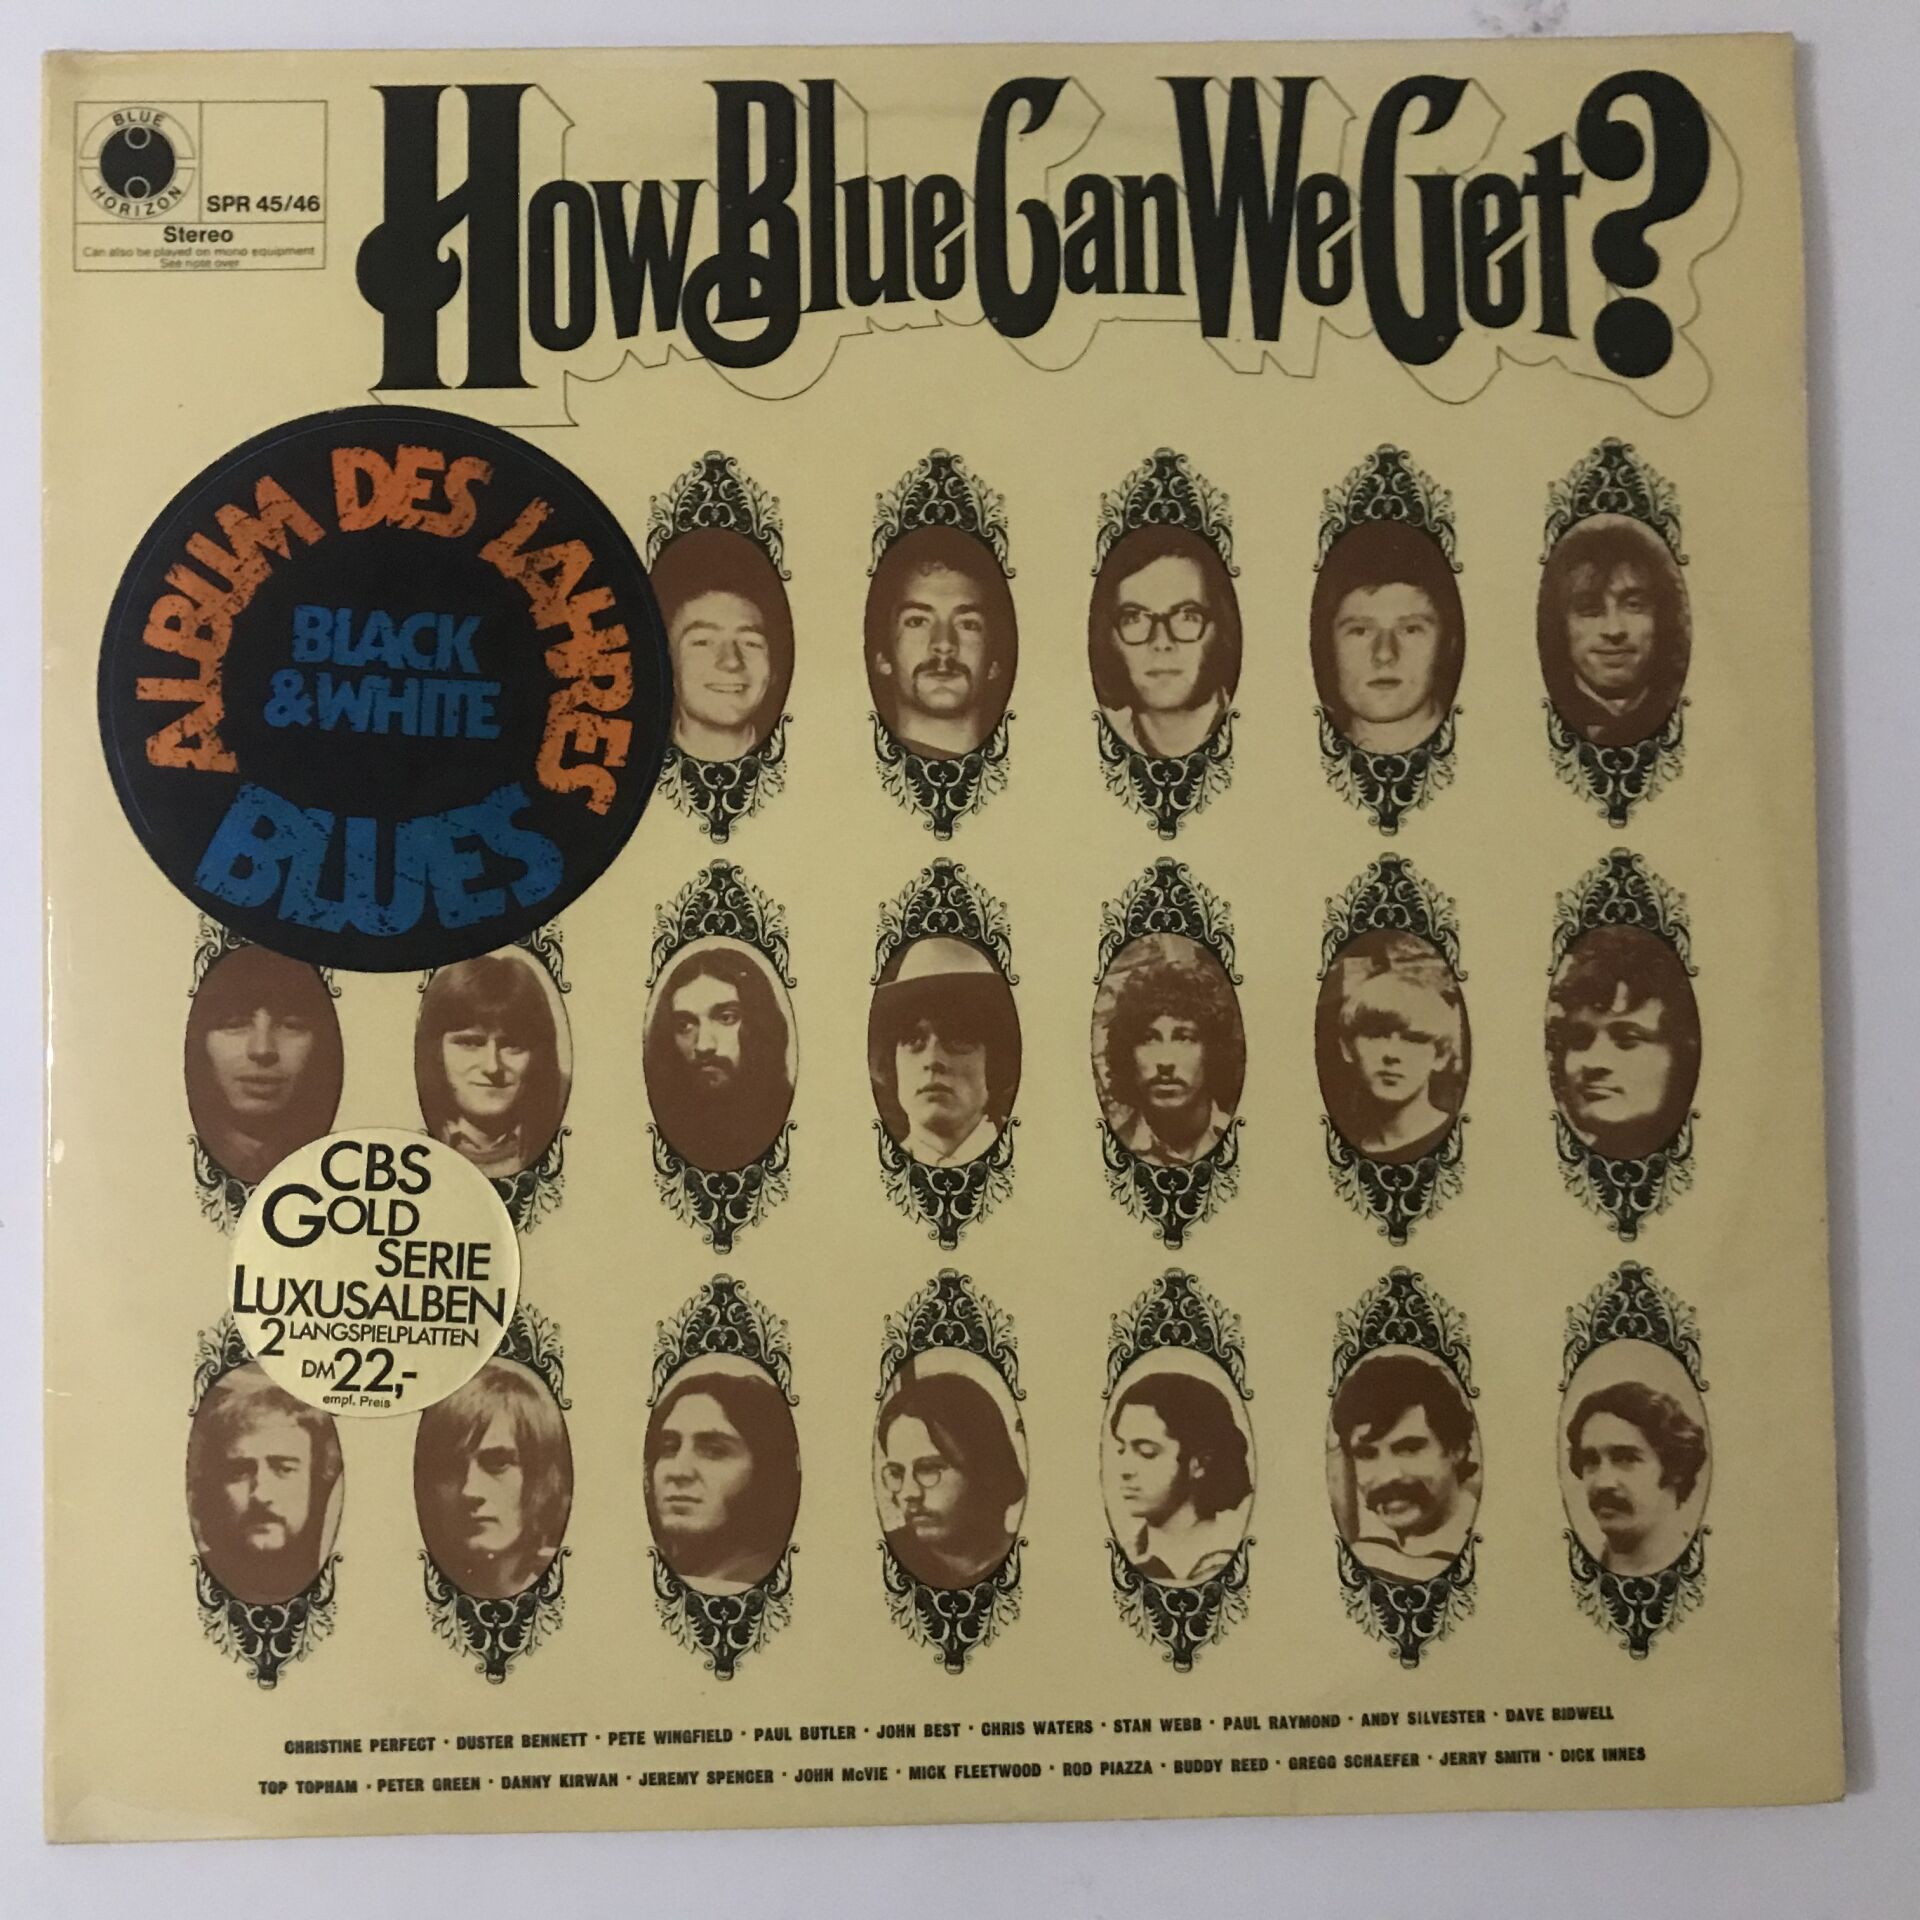 BLUE
HORIZON
SPR 45/46
Stereo
Can also be played on mono equipment
See note over
How Blue Can We Get?
ALBUM DES JAHRES
BLACK
&WHITE
BLUES
CBS
GOLD
SERIE
LUXUSALBEN
2 LANGSPIELPLATTEN
DM 22,-
empf. Preis
CHRISTINE PERFECT · DUSTER BENNETT · PETE WINGFIELD · PAUL BUTLER · JOHN BEST · CHRIS WATERS · STAN WEBB · PAUL RAYMOND · ANDY SILVESTER · DAVE BIDWELL
TOP TOPHAM · PETER GREEN · DANNY KIRWAN · JEREMY SPENCER · JOHN McVIE · MICK FLEETWOOD · ROD PIAZZA · BUDDY REED · GREGG SCHAEFER · JERRY SMITH · DICK INNES